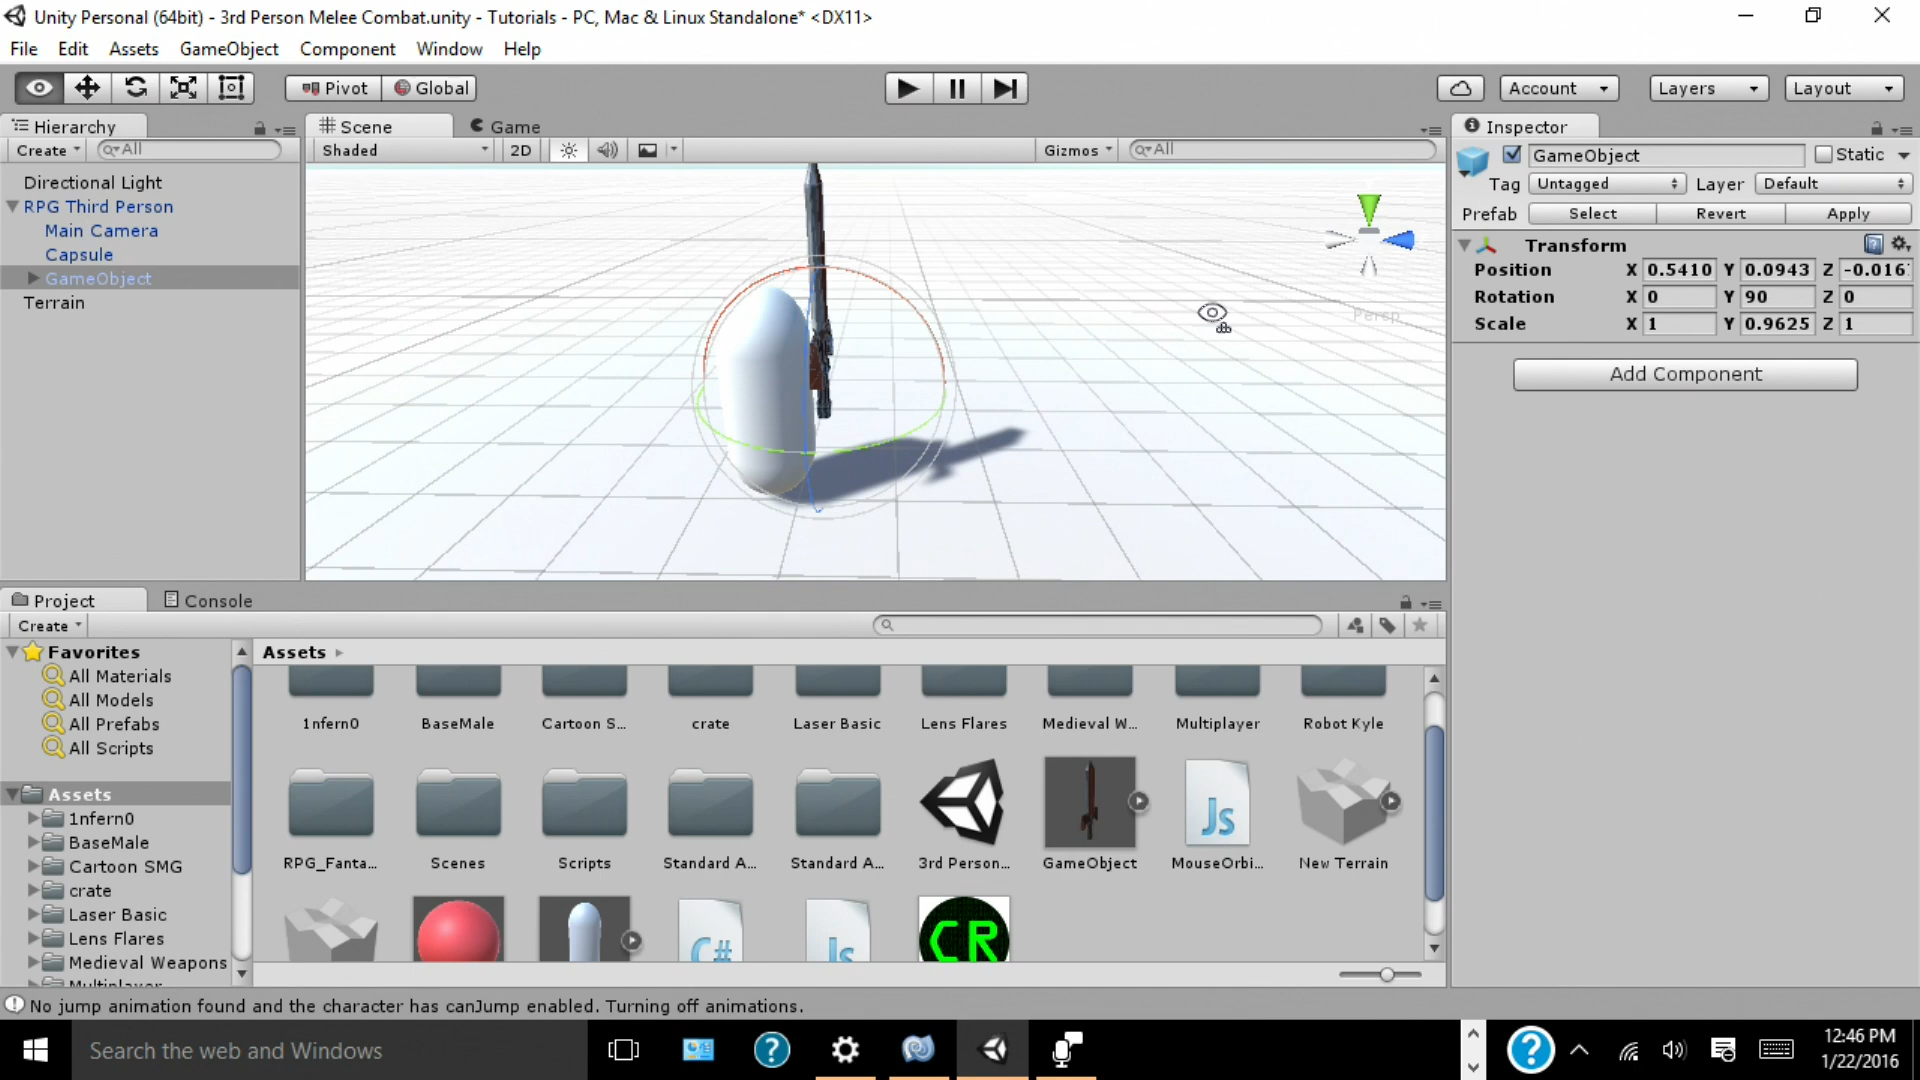 Unity Personal (64bit) - 3rd Person Melee Combat.unity - Tutorials - PC, Mac & Linux Standalone* <DX11>
File Edit Assets GameObject Component Window Help
Pivot Global Account Layers Layout
Hierarchy
Create All
Directional Light
RPG Third Person
Main Camera
Capsule
GameObject
Terrain
Scene Game
Shaded 2D Gizmos All
Persp
Inspector
GameObject Static
Tag Untagged Layer Default
Prefab Select Revert Apply
Transform
Position X 0.5410 Y 0.0943 Z -0.016
Rotation X 0 Y 90 Z 0
Scale X 1 Y 0.9625 Z 1
Add Component
Project Console
Create
Favorites
All Materials
All Models
All Prefabs
All Scripts
Assets
1nfern0
BaseMale
Cartoon SMG
crate
Laser Basic
Lens Flares
Medieval Weapons
Multiplayer
Assets
1nfern0 BaseMale Cartoon S... crate Laser Basic Lens Flares Medieval W... Multiplayer Robot Kyle
Js
RPG_Fanta... Scenes Scripts Standard A... Standard A... 3rd Person... GameObject MouseOrbi... New Terrain
C# Js CR
No jump animation found and the character has canJump enabled. Turning off animations.
Search the web and Windows
12:46 PM
1/22/2016